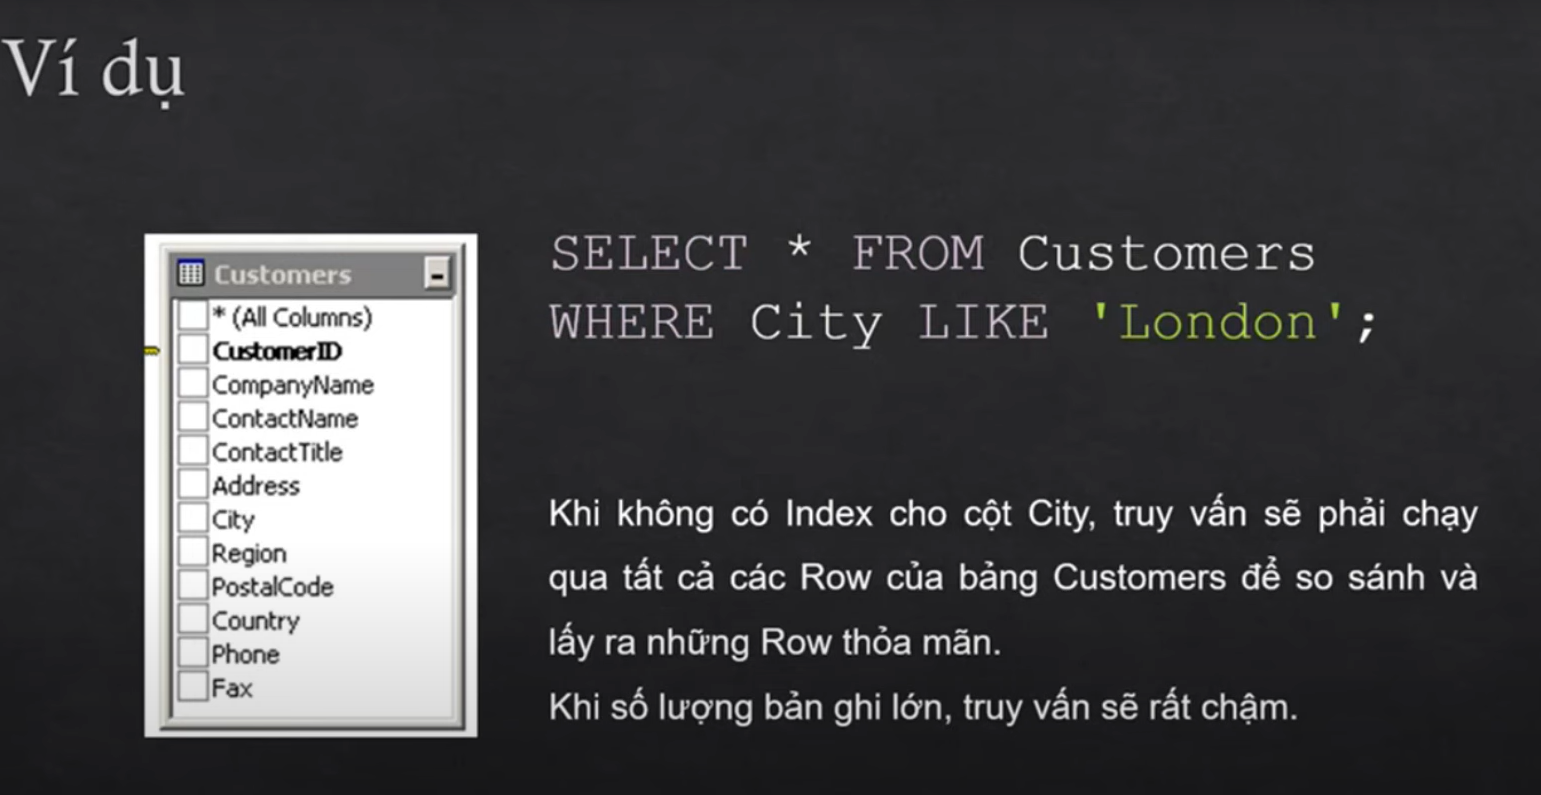 Ví dụ
Customers
* (All Columns)
CustomerID
CompanyName
ContactName
ContactTitle
Address
City
Region
PostalCode
Country
Phone
Fax
SELECT * FROM Customers
WHERE City LIKE 'London';
Khi không có Index cho cột City, truy vấn sẽ phải chạy
qua tất cả các Row của bảng Customers để so sánh và
lấy ra những Row thỏa mãn.
Khi số lượng bản ghi lớn, truy vấn sẽ rất chậm.